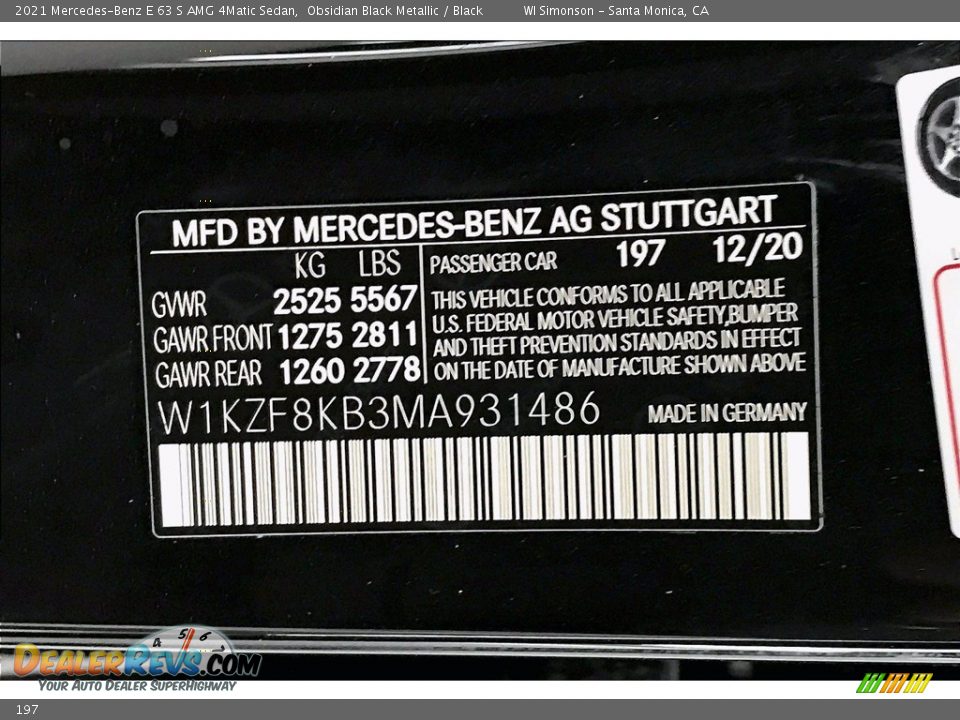 2021 Mercedes-Benz E 63 S AMG 4Matic Sedan,  Obsidian Black Metallic / Black  WI Simonson - Santa Monica, CA
MFD BY MERCEDES-BENZ AG STUTTGART
KG LBS PASSENGER CAR 197 12/20
GVWR 2525 5567
GAWR FRONT 1275 2811
GAWR REAR 1260 2778
THIS VEHICLE CONFORMS TO ALL APPLICABLE
U.S. FEDERAL MOTOR VEHICLE SAFETY,BUMPER
AND THEFT PREVENTION STANDARDS IN EFFECT
ON THE DATE OF MANUFACTURE SHOWN ABOVE
W1KZF8KB3MA931486 MADE IN GERMANY
4 5 6
DEALERREVS.COM
YOUR AUTO DEALER SUPERHIGHWAY
197